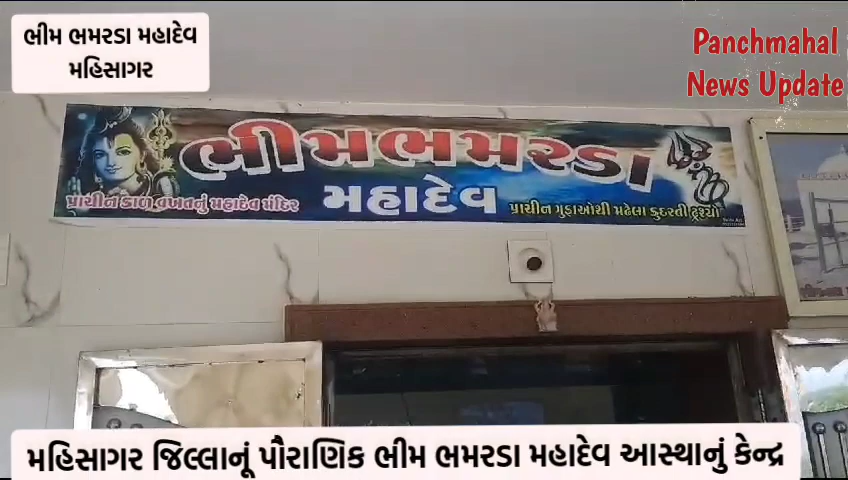 ભીમ ભમરડા મહાદેવ
મહિસાગર
Panchmahal
News Update
ભીમભમરડા
મહાદેવ
પ્રાચીન કાળ વખતનું મહાદેવ મંદિર
પ્રાચીન ગુફાઓથી મઢેલા કુદરતી દ્રશ્યો
મહિસાગર જિલ્લાનું પૌરાણિક ભીમ ભમરડા મહાદેવ આસ્થાનું કેન્દ્ર